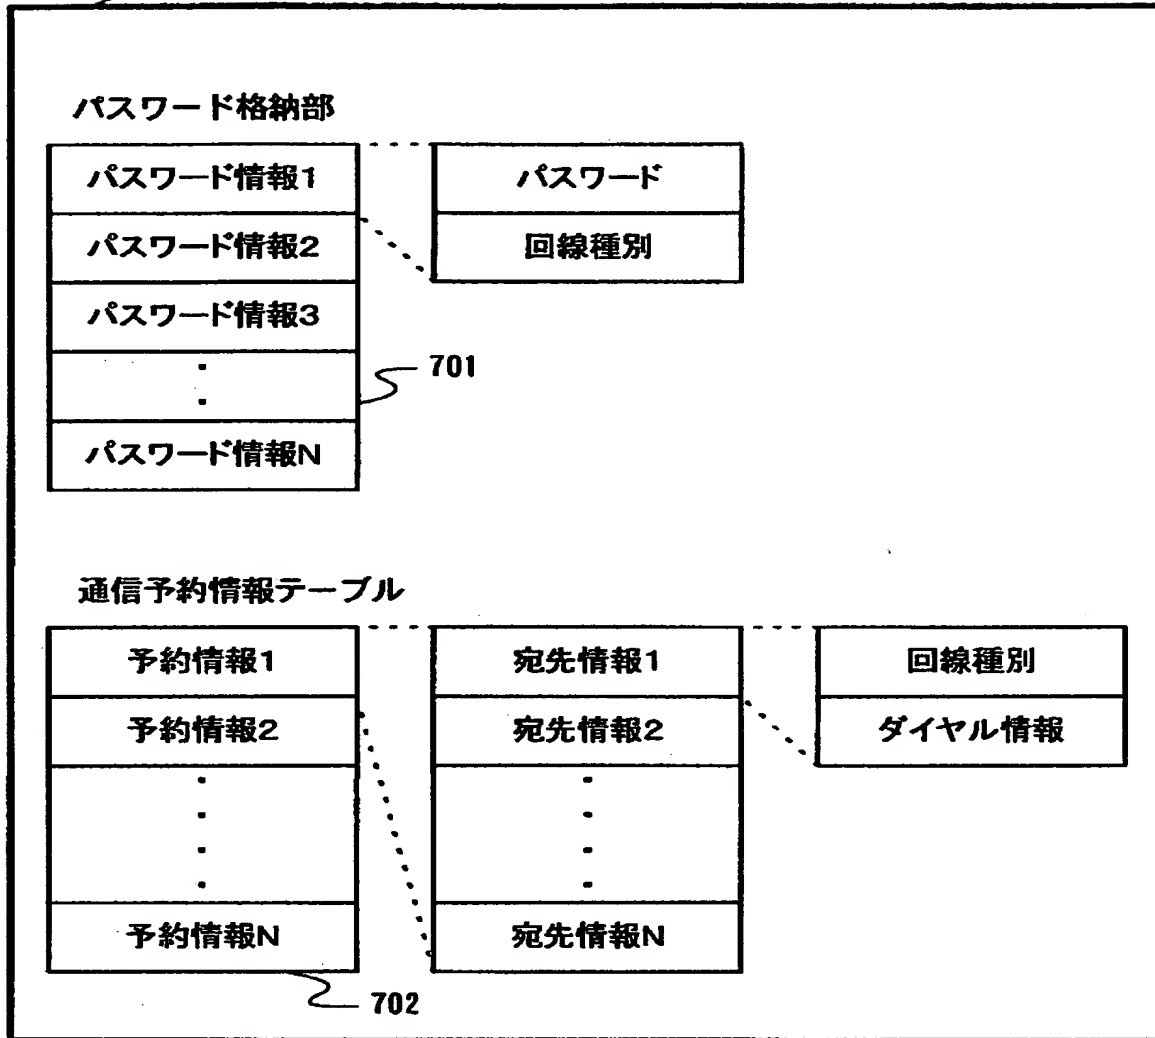 パスワード格納部
パスワード情報1
パスワード情報2
パスワード情報3
パスワード情報N
パスワード
回線種別
701
通信予約情報テーブル
予約情報1
予約情報2
予約情報N
宛先情報1
宛先情報2
宛先情報N
回線種別
ダイヤル情報
702